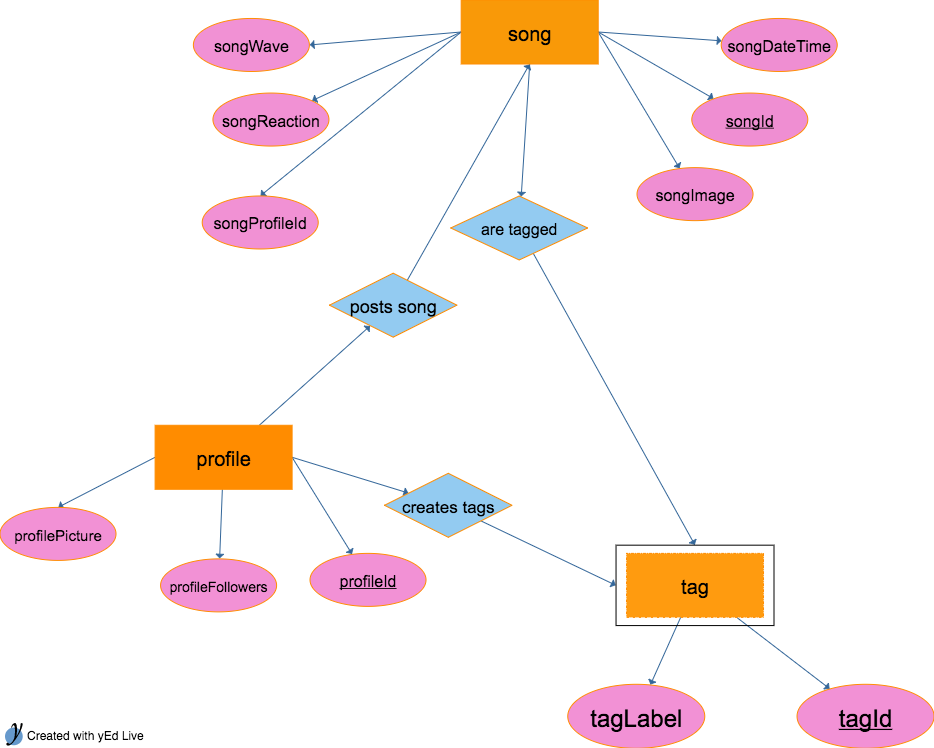 song
songWave
songDateTime
songReaction
songId
songImage
songProfileId
are tagged
posts song
profile
creates tags
profilePicture
profileFollowers
profileId
tag
tagLabel
tagId
y
Created with yEd Live